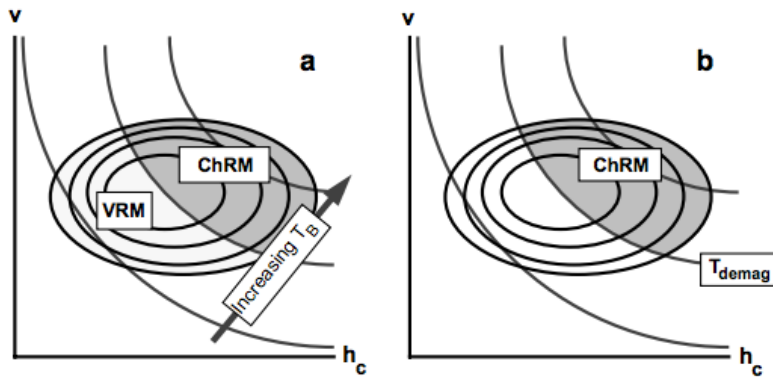 v
a
ChRM
VRM
Increasing T_B
h_c
v
b
ChRM
T_demag
h_c